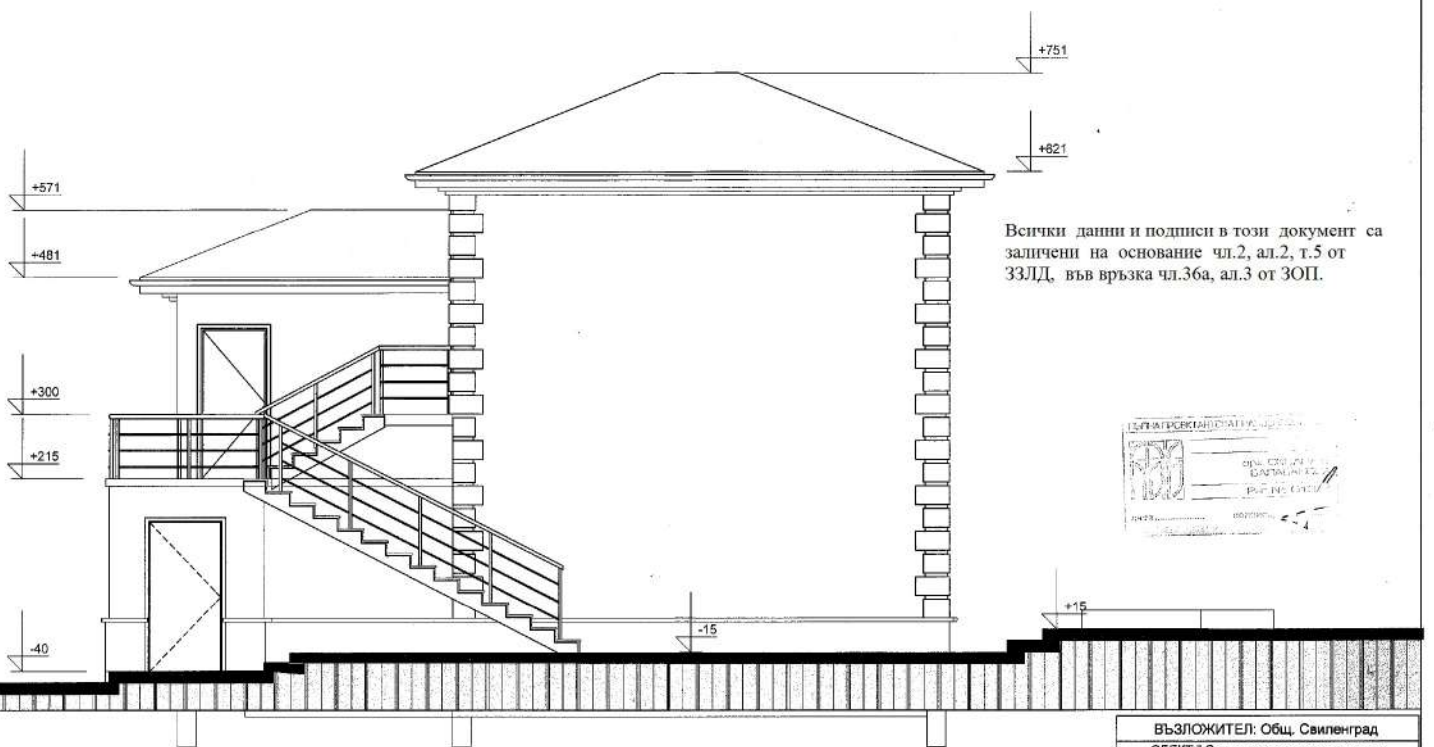 +751
+621
+571
+481
Всички данни и подписи в този документ са
заличени на основание чл.2, ал.2, т.5 от
ЗЗЛД, във връзка чл.36а, ал.3 от ЗОП.
+300
+215
+15
-15
-40
ВЪЗЛОЖИТЕЛ: Общ. Свиленград